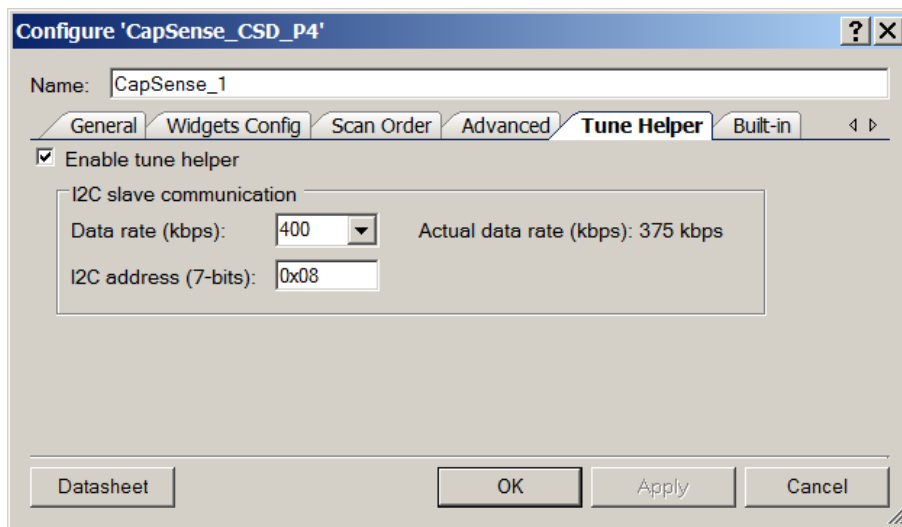 Configure 'CapSense_CSD_P4'
Name: CapSense_1
General Widgets Config Scan Order Advanced Tune Helper Built-in
Enable tune helper
I2C slave communication
Data rate (kbps): 400 Actual data rate (kbps): 375 kbps
I2C address (7-bits): 0x08
Datasheet OK Apply Cancel